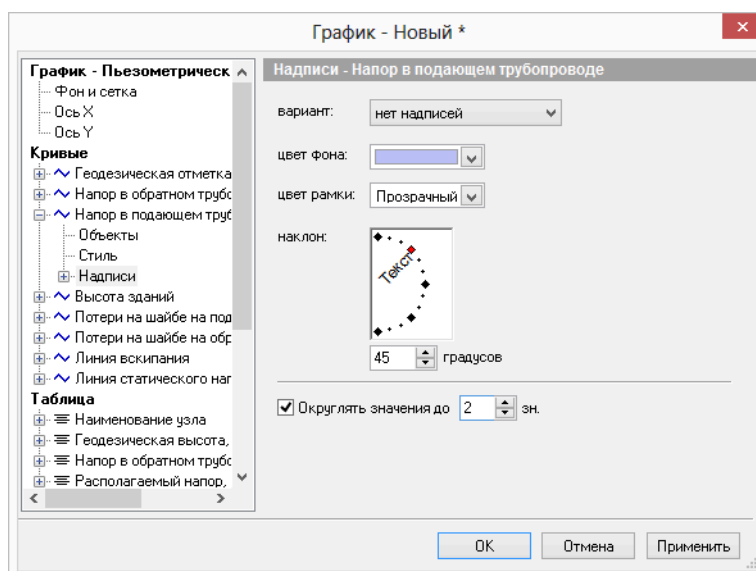 График - Новый *
График - Пьезометрическ
Фон и сетка
Ось X
Ось Y
Кривые
Геодезическая отметка
Напор в обратном трубс
Напор в подающем труб
Объекты
Стиль
Надписи
Высота зданий
Потери на шайбе на под
Потери на шайбе на обр
Линия вскипания
Линия статического наг
Таблица
Наименование узла
Геодезическая высота,
Напор в обратном трубс
Располагаемый напор,
Надписи - Напор в подающем трубопроводе
вариант: нет надписей
цвет фона:
цвет рамки: Прозрачный
наклон:
Текст
45 градусов
Округлять значения до 2 зн.
OK Отмена Применить